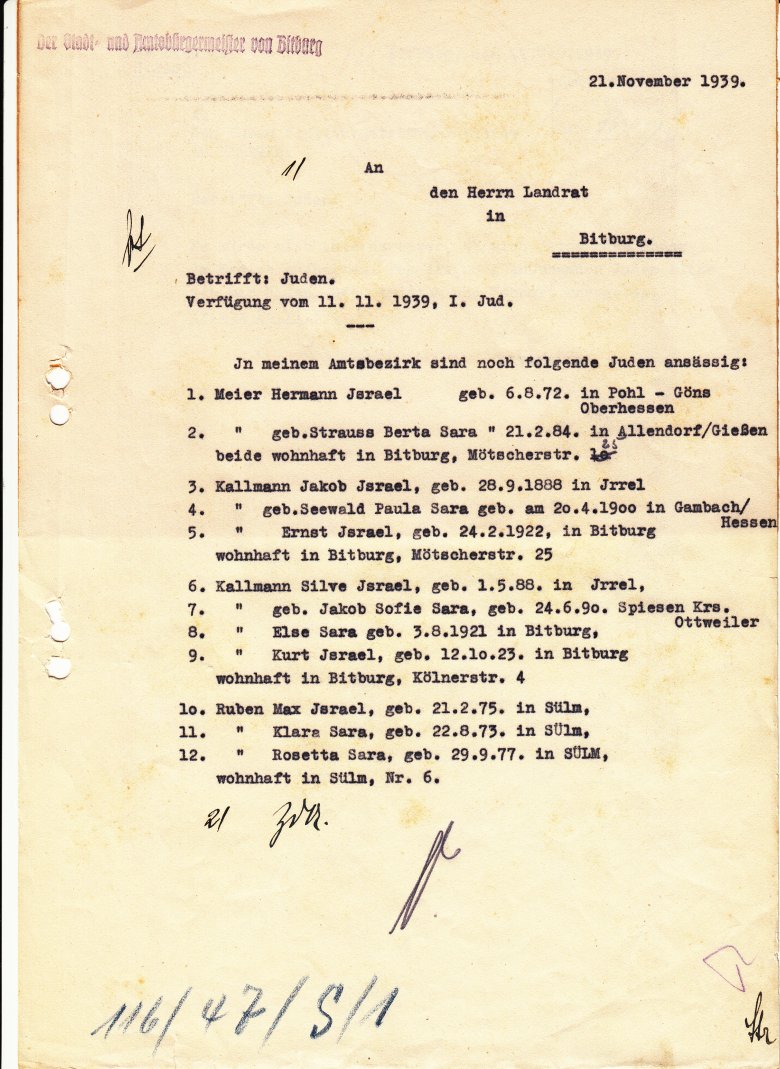 Der Stadt- und Amtsbürgermeister von Bitburg
21.November 1939.
1/ An
den Herrn Landrat
in
Bitburg.
==============
Betrifft: Juden.
Verfügung vom 11. 11. 1939, I. Jud.
---
Jn meinem Amtsbezirk sind noch folgende Juden ansässig:
1. Meier Hermann Jsrael geb. 6.8.72. in Pohl - Göns
Oberhessen
2. " geb.Strauss Berta Sara " 21.2.84. in Allendorf/Gießen
beide wohnhaft in Bitburg, Mötscherstr. 25
3. Kallmann Jakob Jsrael, geb. 28.9.1888 in Jrrel
4. " geb.Seewald Paula Sara geb. am 2o.4.19oo in Gambach/
Hessen
5. " Ernst Jsrael, geb. 24.2.1922, in Bitburg
wohnhaft in Bitburg, Mötscherstr. 25
6. Kallmann Silve Jsrael, geb. 1.5.88. in Jrrel,
7. " geb. Jakob Sofie Sara, geb. 24.6.9o. Spiesen Krs.
Ottweiler
8. " Else Sara geb. 3.8.1921 in Bitburg,
9. " Kurt Jsrael, geb. 12.1o.23. in Bitburg
wohnhaft in Bitburg, Kölnerstr. 4
1o. Ruben Max Jsrael, geb. 21.2.75. in Sülm,
11. " Klara Sara, geb. 22.8.73. in SÜlm,
12. " Rosetta Sara, geb. 29.9.77. in SÜLM,
wohnhaft in Sülm, Nr. 6.
2/ ZdA.
116/47/S/1